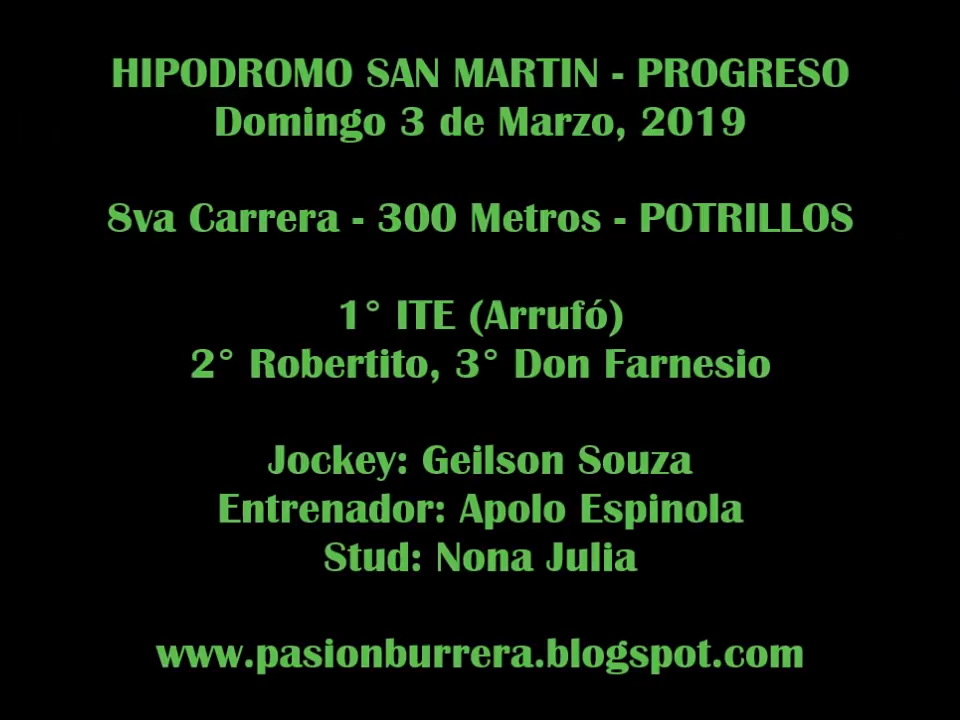 HIPODROMO SAN MARTIN - PROGRESO
Domingo 3 de Marzo, 2019
8va Carrera - 300 Metros - POTRILLOS
1° ITE (Arrufó)
2° Robertito, 3° Don Farnesio
Jockey: Geilson Souza
Entrenador: Apolo Espinola
Stud: Nona Julia
www.pasionburrera.blogspot.com